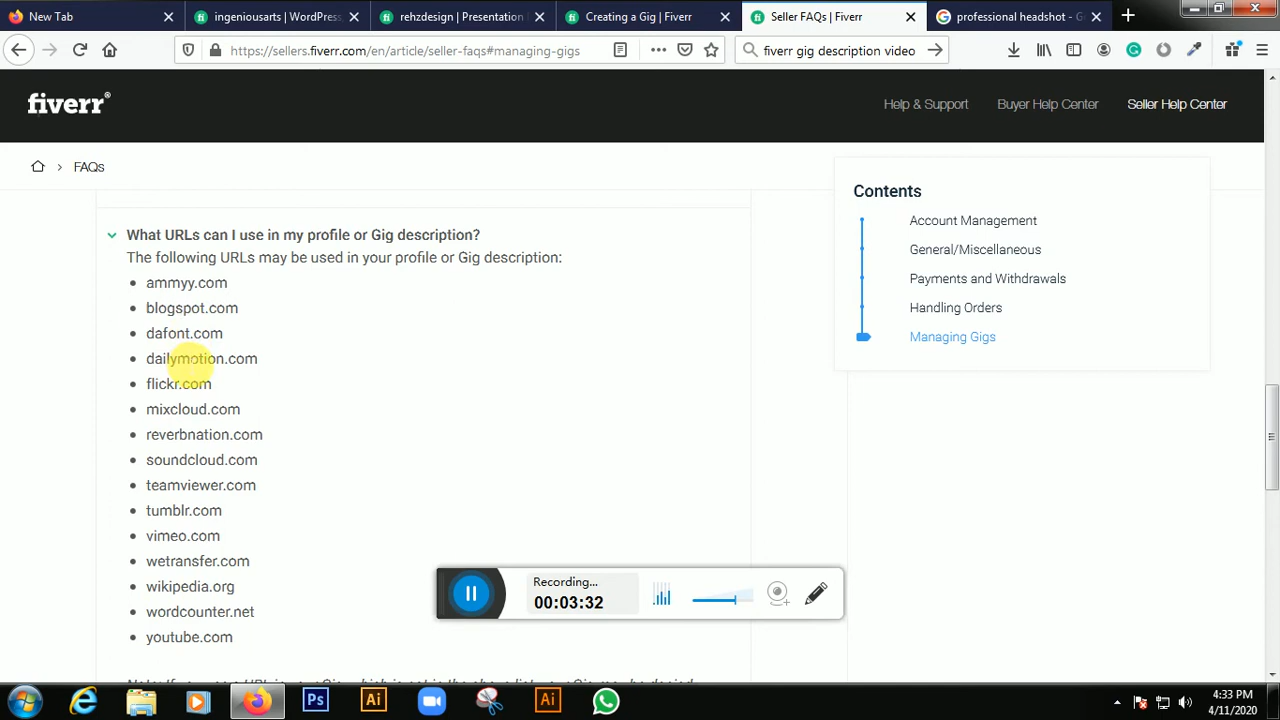 New Tab
ingeniousarts | WordPress,
rehzdesign | Presentation
Creating a Gig | Fiverr
Seller FAQs | Fiverr
professional headshot - G
https://sellers.fiverr.com/en/article/seller-faqs#managing-gigs
fiverr gig description video
fiverr®
Help & Support
Buyer Help Center
Seller Help Center
FAQs
What URLs can I use in my profile or Gig description?
The following URLs may be used in your profile or Gig description:
ammyy.com
blogspot.com
dafont.com
dailymotion.com
flickr.com
mixcloud.com
reverbnation.com
soundcloud.com
teamviewer.com
tumblr.com
vimeo.com
wetransfer.com
wikipedia.org
wordcounter.net
youtube.com
Contents
Account Management
General/Miscellaneous
Payments and Withdrawals
Handling Orders
Managing Gigs
Recording...
00:03:32
Ps
Ai
Ai
4:33 PM
4/11/2020